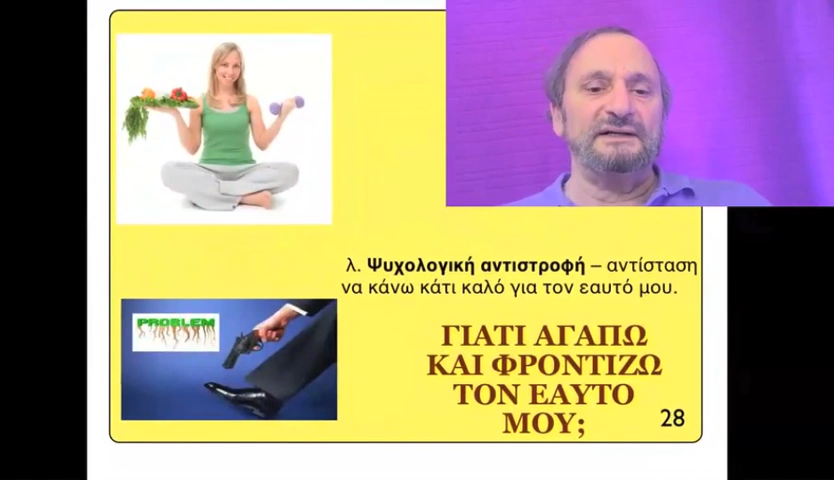 λ. Ψυχολογική αντιστροφή – αντίσταση
να κάνω κάτι καλό για τον εαυτό μου.
PROBLEM
ΓΙΑΤΙ ΑΓΑΠΩ
ΚΑΙ ΦΡΟΝΤΙΖΩ
ΤΟΝ ΕΑΥΤΟ
ΜΟΥ;
28